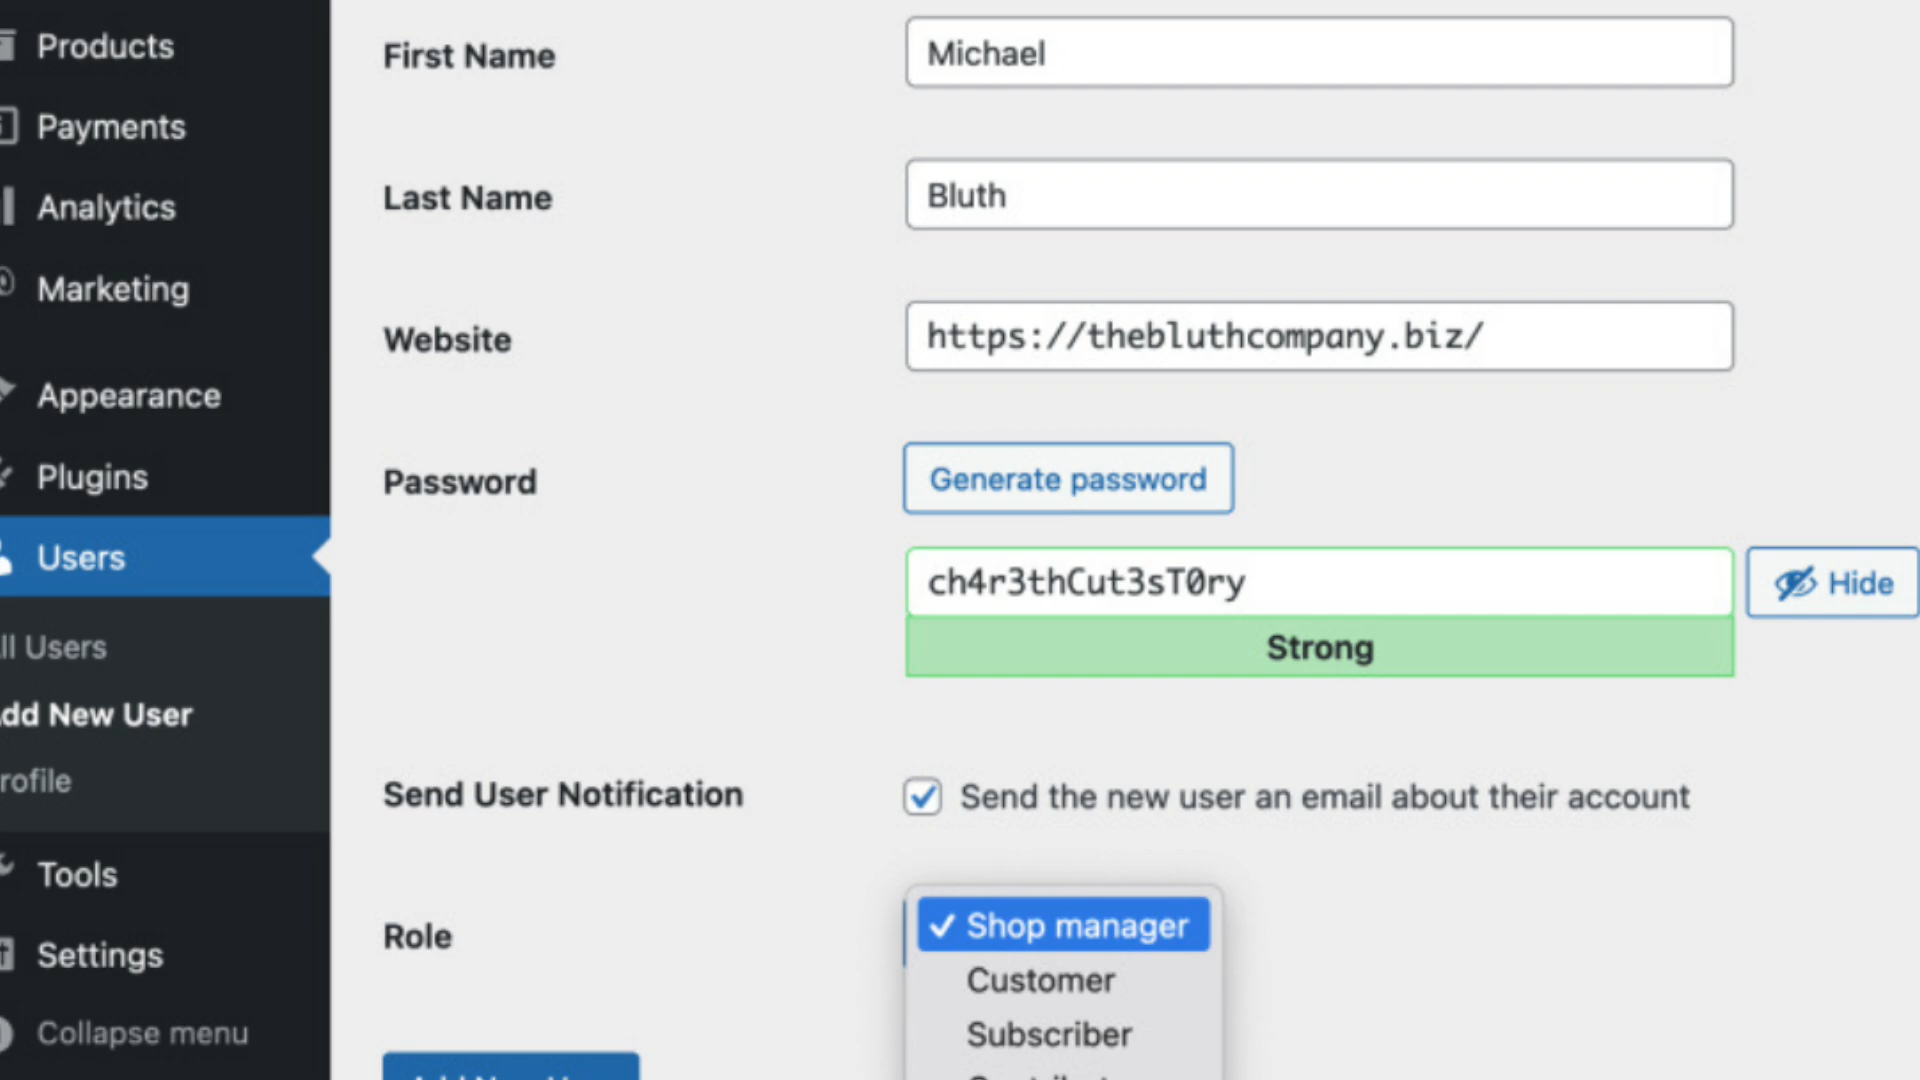 Products
Payments
Analytics
Marketing
Appearance
Plugins
Users
ll Users
dd New User
rofile
Tools
Settings
Collapse menu
First Name
Michael
Last Name
Bluth
Website
https://thebluthcompany.biz/
Password
Generate password
ch4r3thCut3sT0ry
Hide
Strong
Send User Notification
Send the new user an email about their account
Role
Shop manager
Customer
Subscriber